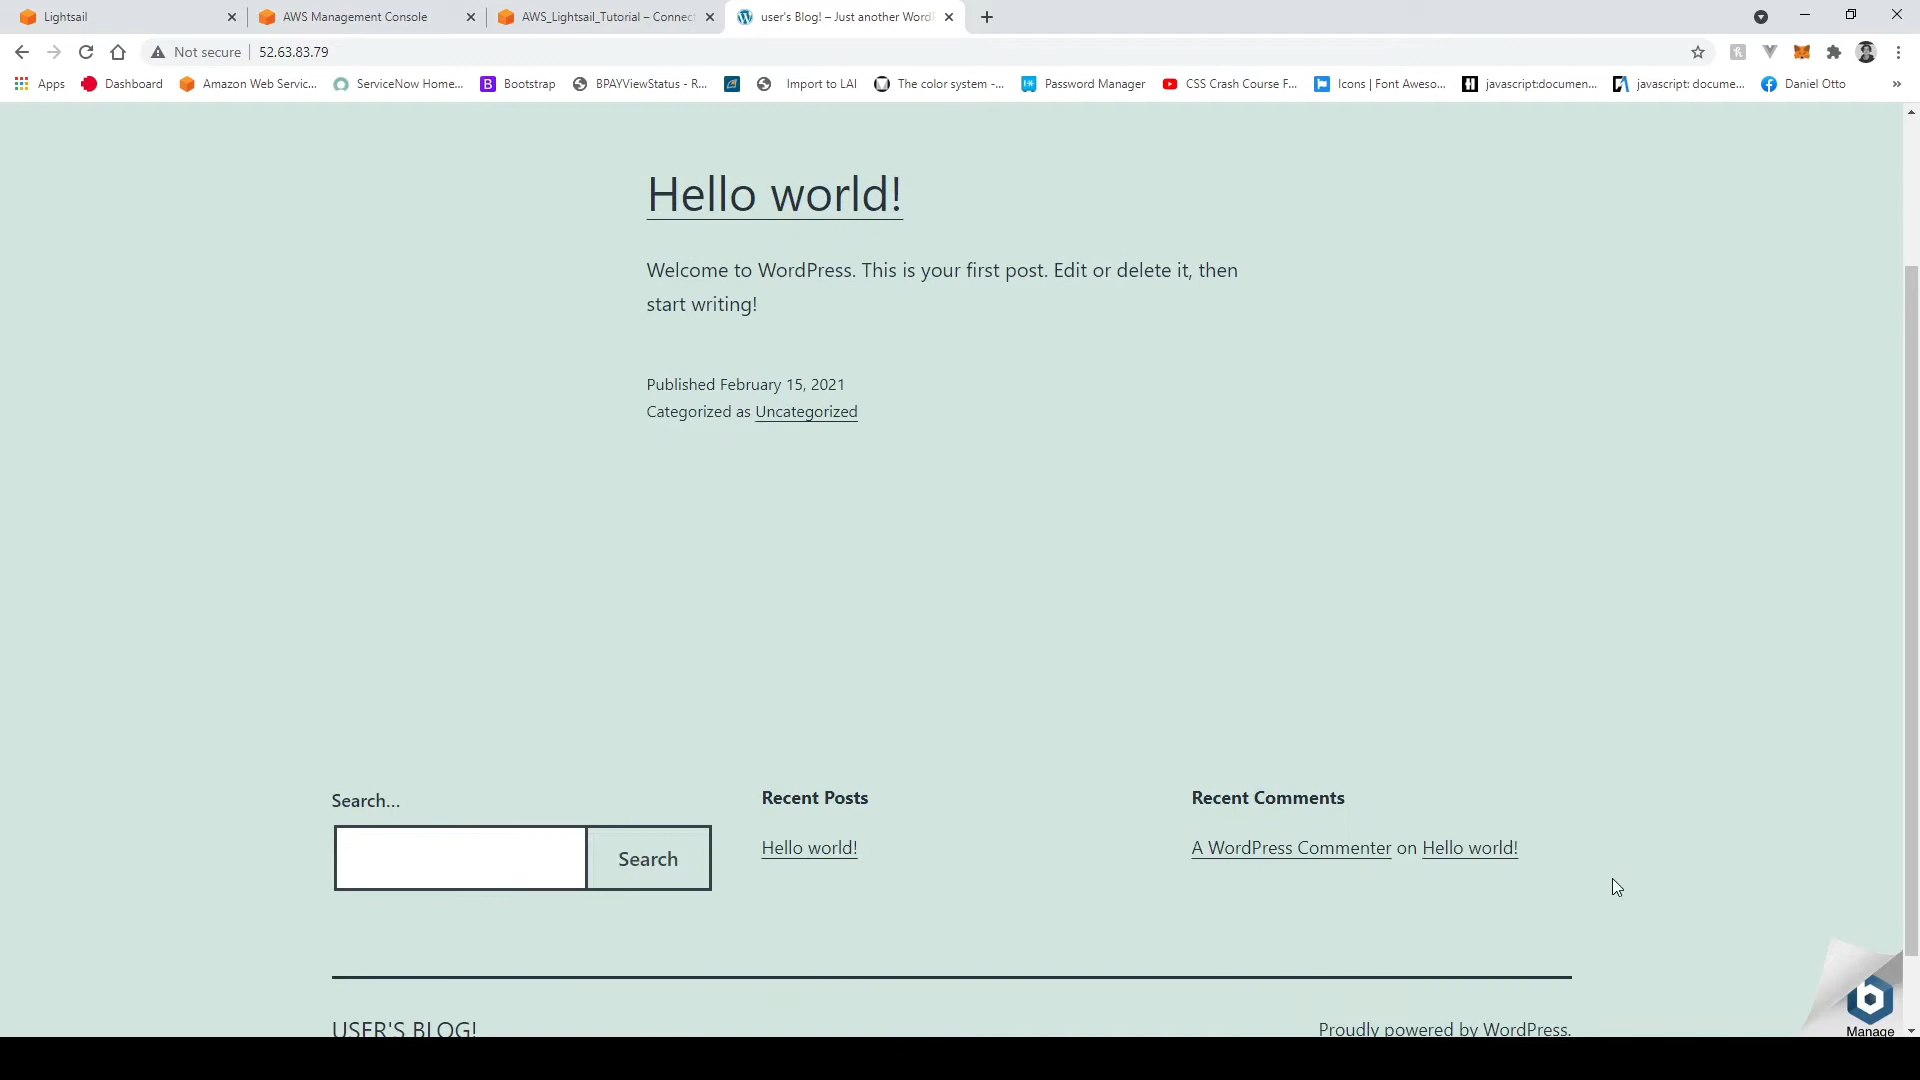 Lightsail
AWS Management Console
AWS_Lightsail_Tutorial – Connect
user's Blog! – Just another Word
Not secure
52.63.83.79
Apps
Dashboard
Amazon Web Servic...
ServiceNow Home...
Bootstrap
BPAYViewStatus - R...
Import to LAI
The color system -...
Password Manager
CSS Crash Course F...
Icons | Font Aweso...
javascript:documen...
javascript: docume...
Daniel Otto
Hello world!
Welcome to WordPress. This is your first post. Edit or delete it, then
start writing!
Published February 15, 2021
Categorized as Uncategorized
Search...
Search
Recent Posts
Hello world!
Recent Comments
A WordPress Commenter on Hello world!
USER'S BLOG!
Proudly powered by WordPress.
Manage